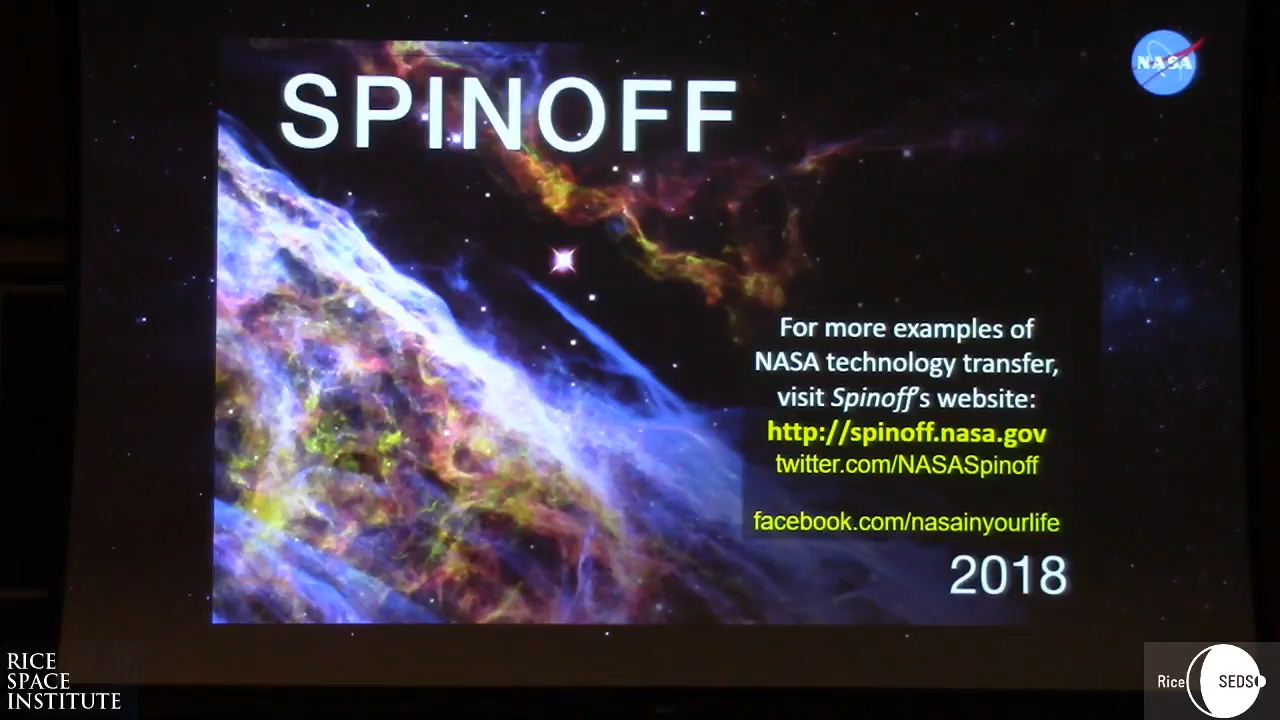 SPINOFF
NASA
For more examples of
NASA technology transfer,
visit Spinoff's website:
http://spinoff.nasa.gov
twitter.com/NASASpinoff
facebook.com/nasainyourlife
2018
RICE
SPACE
INSTITUTE
Rice SEDS